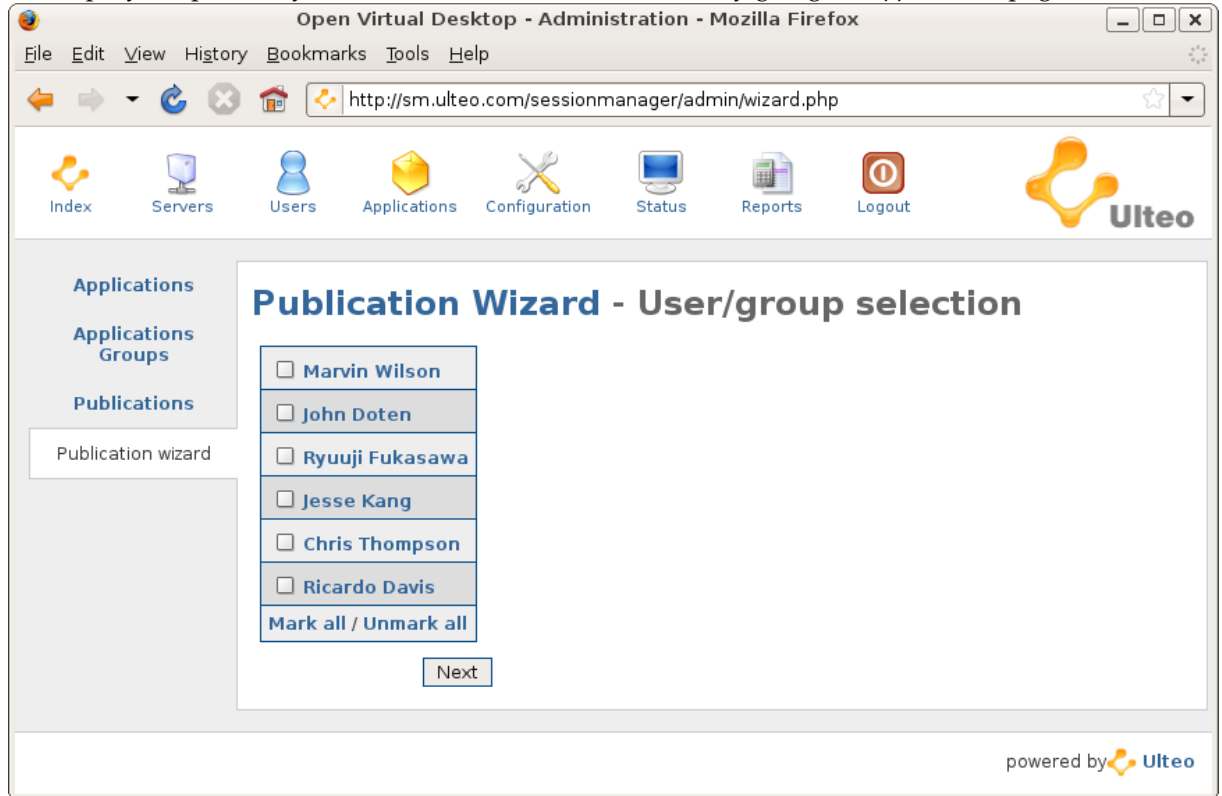 Open Virtual Desktop - Administration - Mozilla Firefox
File Edit View History Bookmarks Tools Help
http://sm.ulteo.com/sessionmanager/admin/wizard.php
Index Servers Users Applications Configuration Status Reports Logout Ulteo
Applications
Applications
Groups
Publications
Publication wizard
Publication Wizard - User/group selection
Marvin Wilson
John Doten
Ryuuji Fukasawa
Jesse Kang
Chris Thompson
Ricardo Davis
Mark all / Unmark all
Next
powered by Ulteo